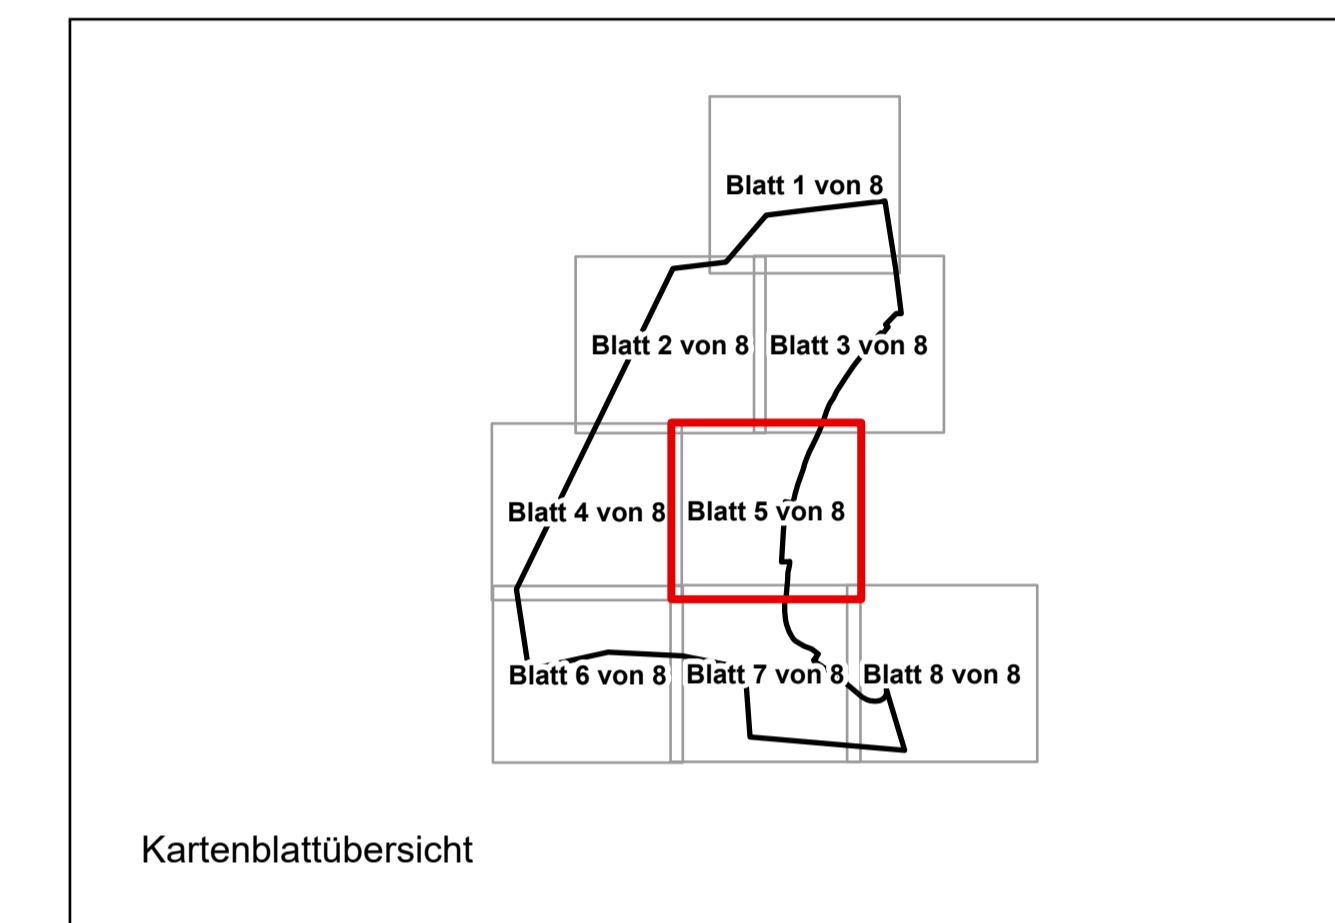 Blatt 1 von 8
Blatt 2 von 8
Blatt 3 von 8
Blatt 4 von 8
Blatt 5 von 8
Blatt 6 von 8
Blatt 7 von 8
Blatt 8 von 8
Kartenblattübersicht